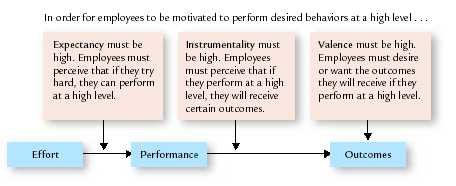 In order for employees to be motivated to perform desired behaviors at a high level . . .
Expectancy must be
high. Employees must
perceive that if they try
hard, they can perform
at a high level.
Instrumentality must
be high. Employees
must perceive that if
they perform at a high
level, they will receive
certain outcomes.
Valence must be high.
Employees must desire
or want the outcomes
they will receive if they
perform at a high level.
Effort
Performance
Outcomes